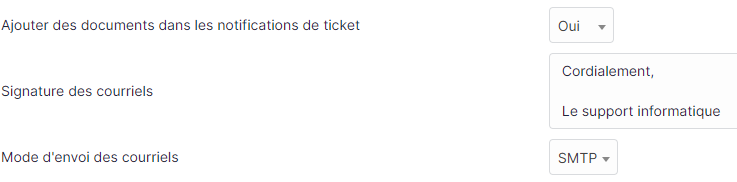 Ajouter des documents dans les notifications de ticket
Oui
Signature des courriels
Cordialement,
Le support informatique
Mode d'envoi des courriels
SMTP